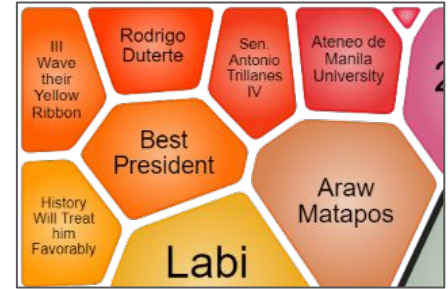 III
Wave
their
Yellow
Ribbon
Rodrigo
Duterte
Sen.
Antonio
Trillanes
IV
Ateneo de
Manila
University
2
Best
President
Araw
Matapos
History
Will Treat
him
Favorably
Labi